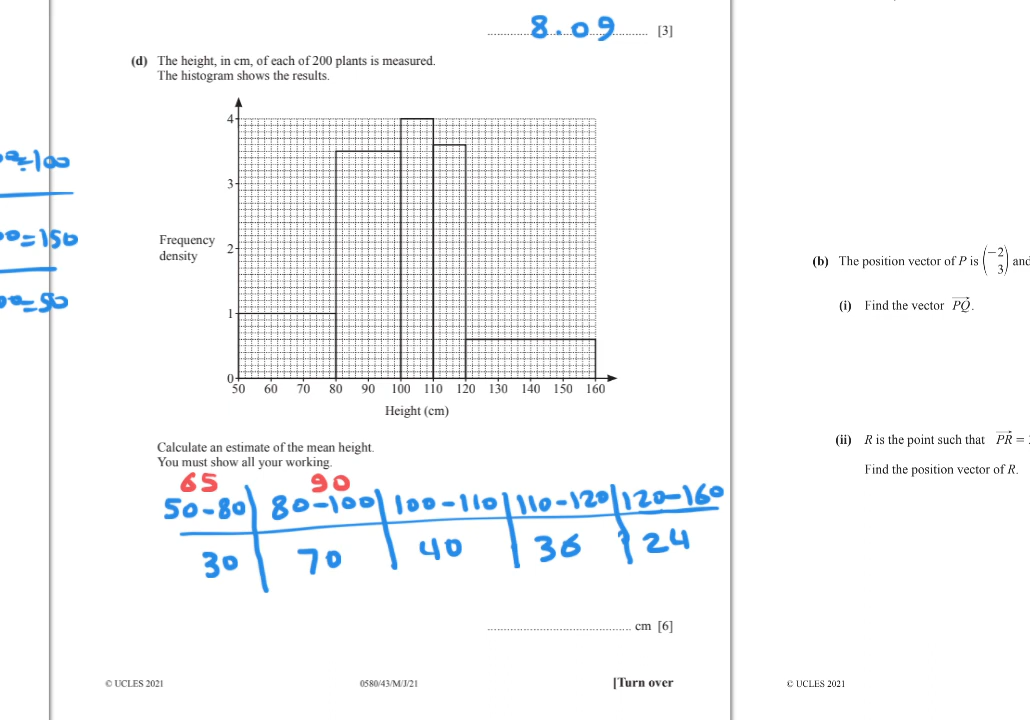 8.09 [3]
(d) The height, in cm, of each of 200 plants is measured.
The histogram shows the results.
4
3
2
1
0
Frequency
density
50 60 70 80 90 100 110 120 130 140 150 160
Height (cm)
Calculate an estimate of the mean height.
You must show all your working.
65 90
50-80 80-100 100-110 110-120 120-160
30 70 40 36 24
cm [6]
© UCLES 2021 0580/43/M/J/21 [Turn over
=100
=150
=50
(b) The position vector of P is (-2 3) and
(i) Find the vector PQ.
(ii) R is the point such that PR =
Find the position vector of R.
© UCLES 2021